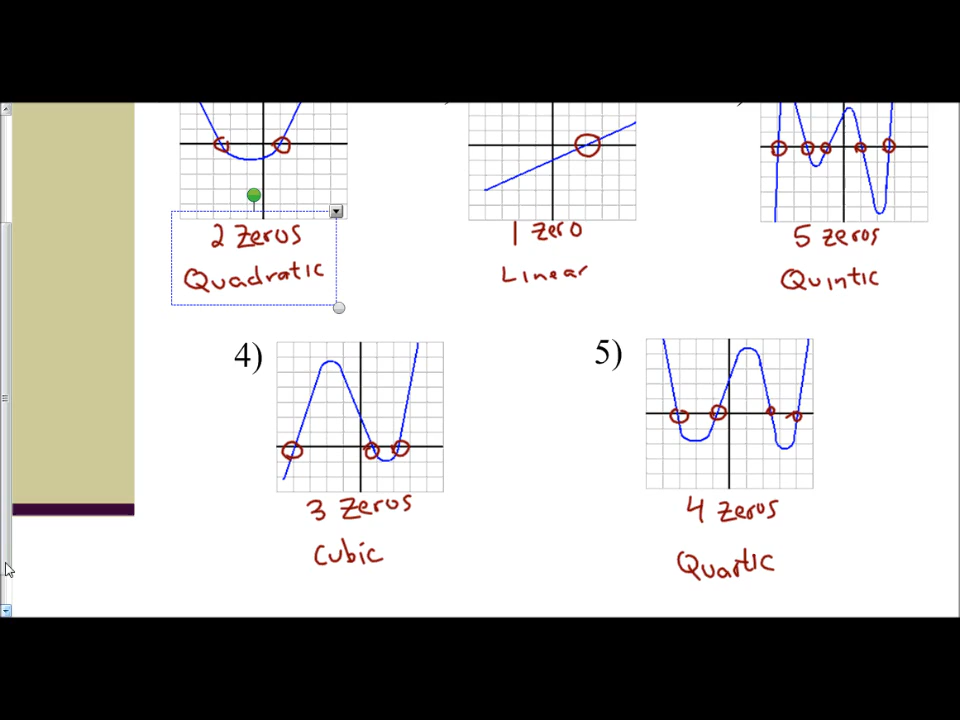 2 Zeros
Quadratic
1 Zero
Linear
5 zeros
Quintic
4)
5)
3 Zeros
Cubic
4 Zeros
Quartic